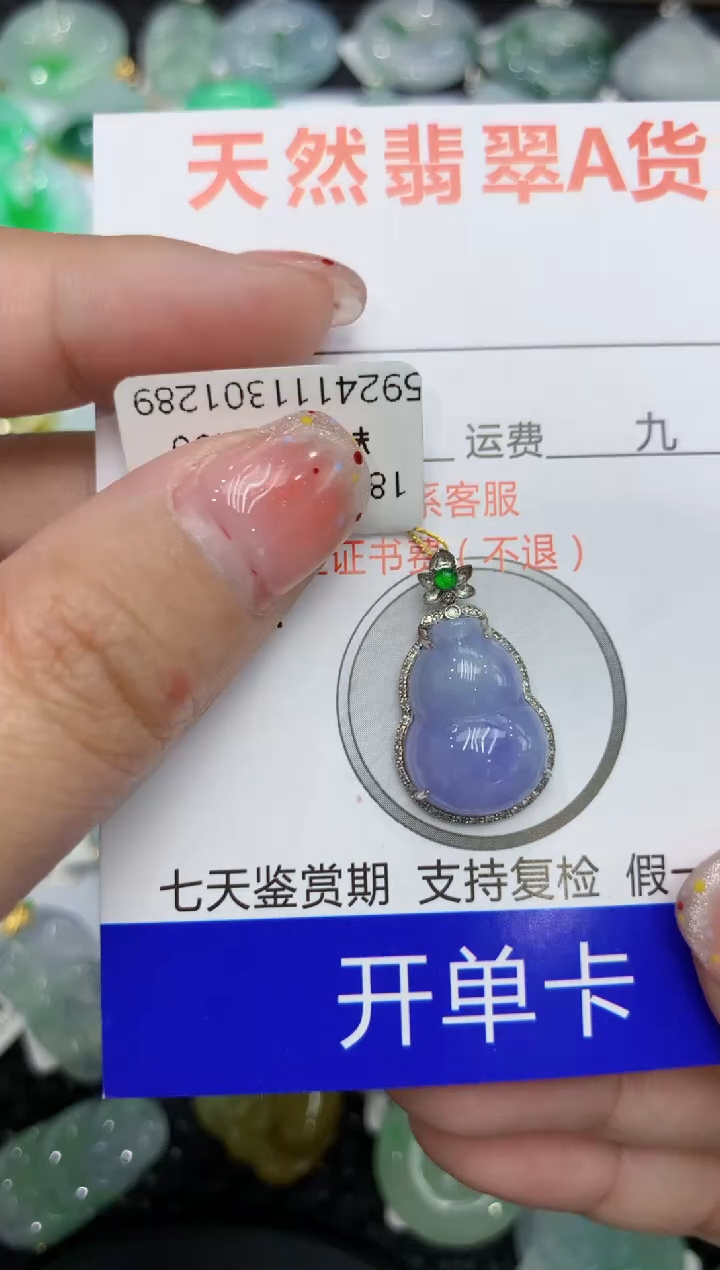 天然翡翠A货
5924111301289
¥
18
运费 九
系客服
证书费(不退)
七天鉴赏期 支持复检 假一
开单卡